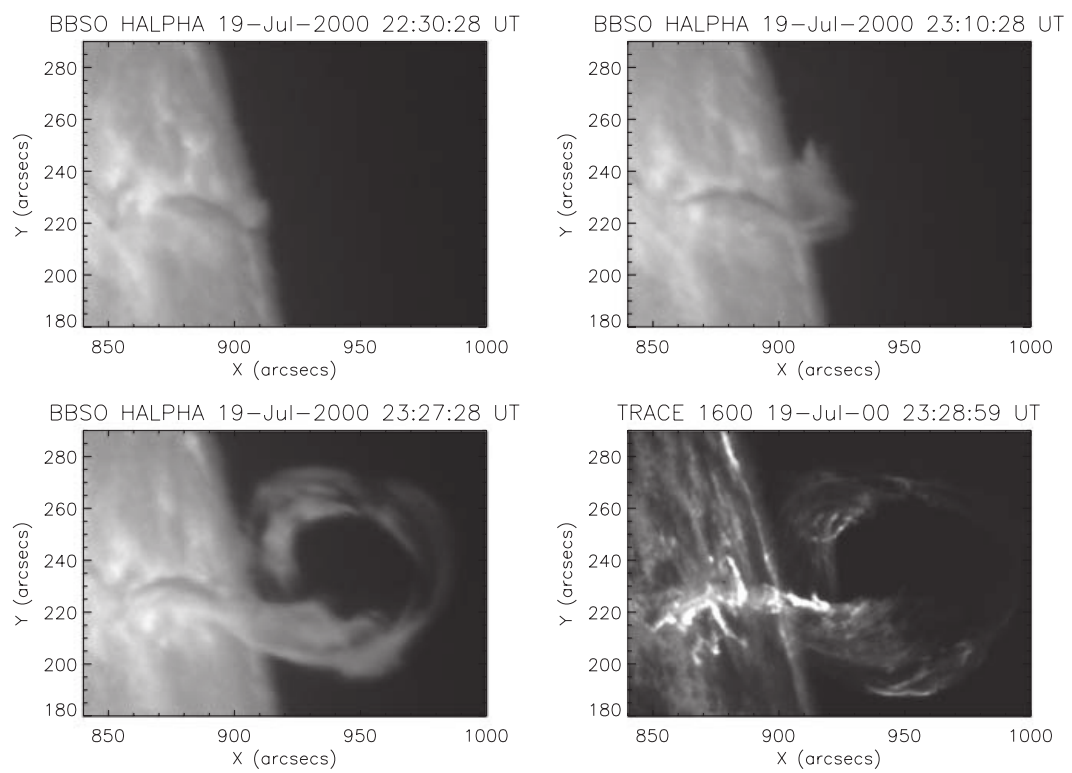 BBSO HALPHA 19-Jul-2000 22:30:28 UT
280
260
240
220
200
180
Y (arcsecs)
850 900 950 1000
X (arcsecs)
BBSO HALPHA 19-Jul-2000 23:10:28 UT
280
260
240
220
200
180
Y (arcsecs)
850 900 950 1000
X (arcsecs)
BBSO HALPHA 19-Jul-2000 23:27:28 UT
280
260
240
220
200
180
Y (arcsecs)
850 900 950 1000
X (arcsecs)
TRACE 1600 19-Jul-00 23:28:59 UT
280
260
240
220
200
180
Y (arcsecs)
850 900 950 1000
X (arcsecs)